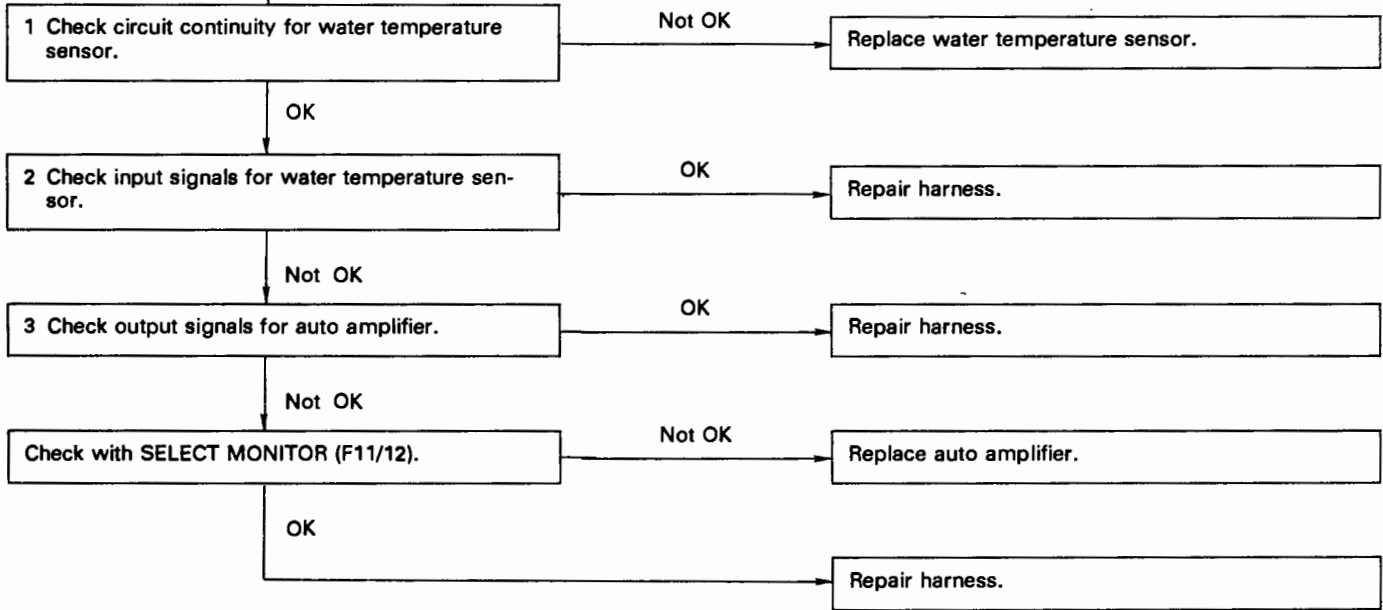 1 Check circuit continuity for water temperature
sensor.
Not OK
Replace water temperature sensor.
OK
2 Check input signals for water temperature sen-
sor.
OK
Repair harness.
Not OK
3 Check output signals for auto amplifier.
OK
Repair harness.
Not OK
Check with SELECT MONITOR (F11/12).
Not OK
Replace auto amplifier.
OK
Repair harness.